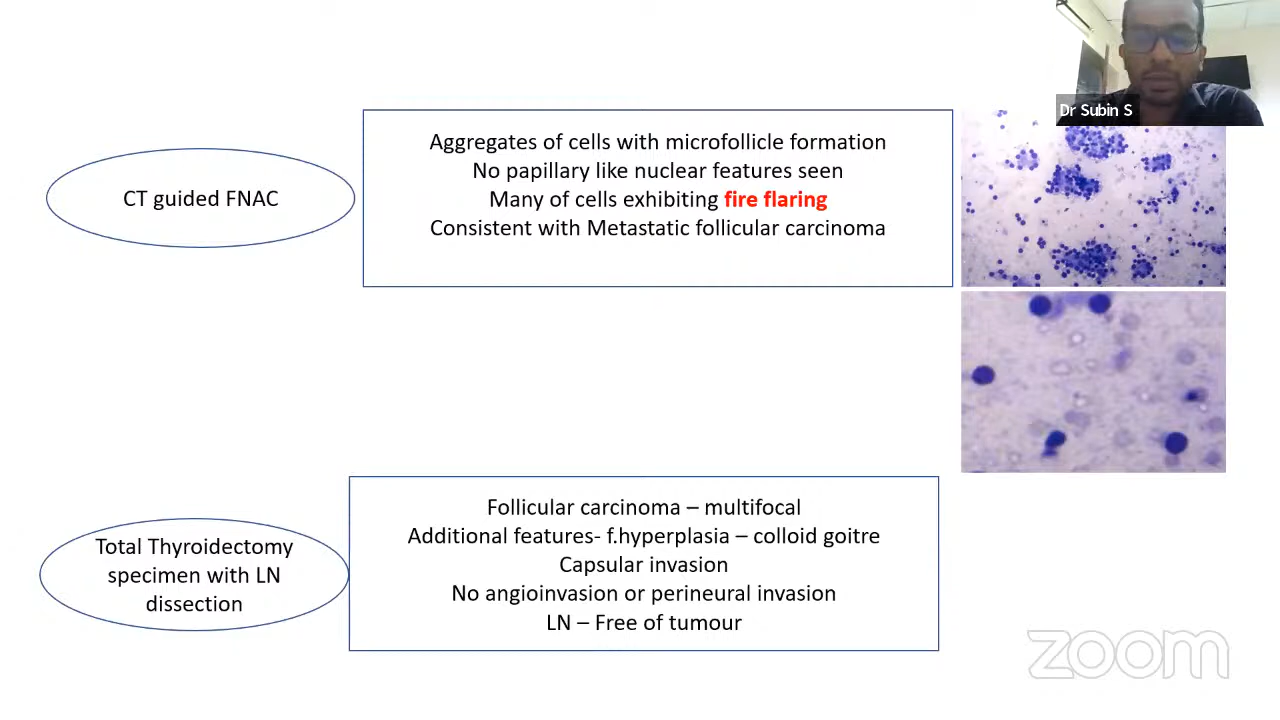 Dr Subin S
CT guided FNAC
Aggregates of cells with microfollicle formation
No papillary like nuclear features seen
Many of cells exhibiting fire flaring
Consistent with Metastatic follicular carcinoma
Total Thyroidectomy
specimen with LN
dissection
Follicular carcinoma – multifocal
Additional features- f.hyperplasia – colloid goitre
Capsular invasion
No angioinvasion or perineural invasion
LN – Free of tumour
zoom